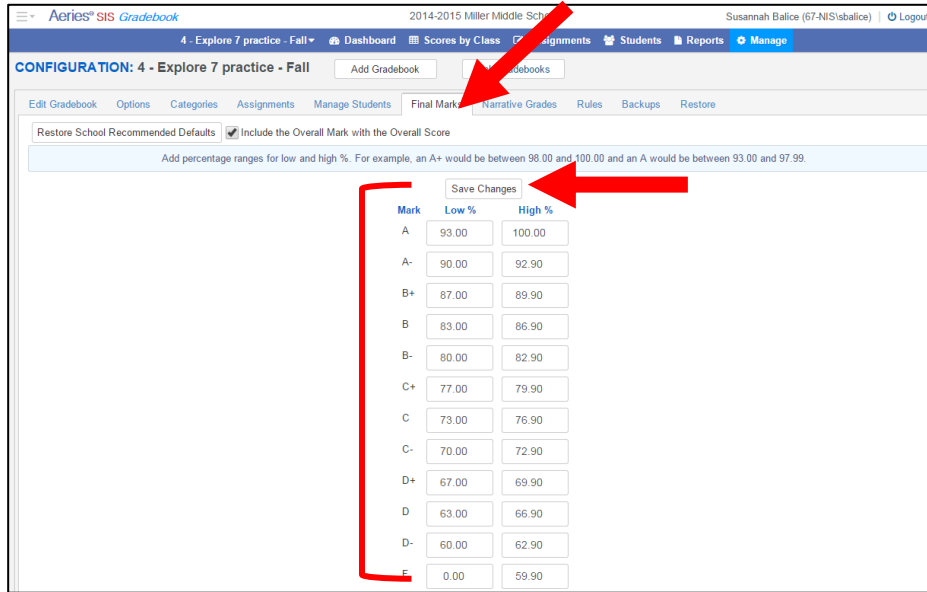 Aeries® SIS Gradebook 2014-2015 Miller Middle School Susannah Balice (67-NIS\sbalice) Logout
4 - Explore 7 practice - Fall Dashboard Scores by Class Students Reports Manage
CONFIGURATION: 4 - Explore 7 practice - Fall Add Gradebook
Edit Gradebook Options Categories Assignments Manage Students Final Marks Narrative Grades Rules Backups Restore
Restore School Recommended Defaults Include the Overall Mark with the Overall Score
Add percentage ranges for low and high %. For example, an A+ would be between 98.00 and 100.00 and an A would be between 93.00 and 97.99.
Save Changes
Mark Low % High %
A 93.00 100.00
A- 90.00 92.90
B+ 87.00 89.90
B 83.00 86.90
B- 80.00 82.90
C+ 77.00 79.90
C 73.00 76.90
C- 70.00 72.90
D+ 67.00 69.90
D 63.00 66.90
D- 60.00 62.90
F 0.00 59.90